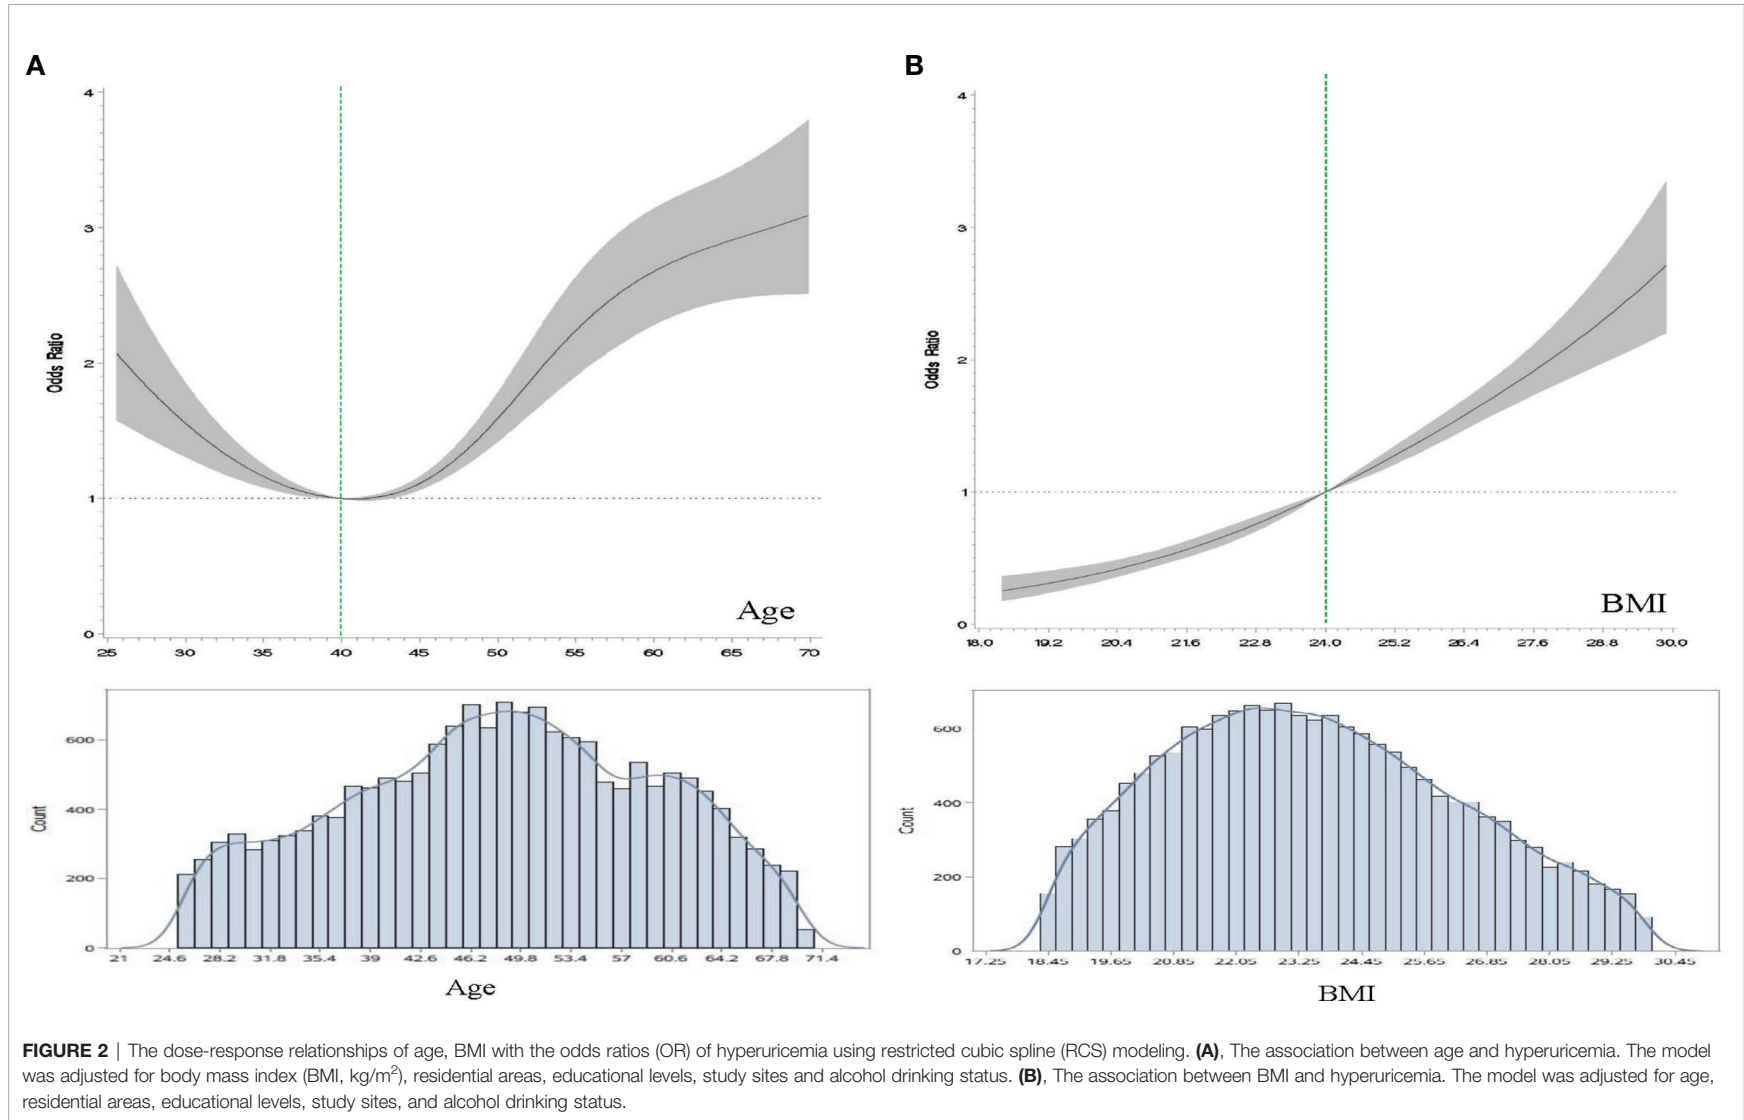 A
4
3
2
1
0
Odds Ratio
Age
25 30 35 40 45 50 55 60 65 70
600
400
200
0
Count
21 24.6 28.2 31.8 35.4 39 42.6 46.2 49.8 53.4 57 60.6 64.2 67.8 71.4
Age
B
4
3
2
1
0
Odds Ratio
BMI
18.0 19.2 20.4 21.6 22.8 24.0 25.2 26.4 27.6 28.8 30.0
600
400
200
0
Count
17.25 18.45 19.65 20.85 22.05 23.25 24.45 25.65 26.85 28.05 29.25 30.45
BMI
FIGURE 2 | The dose-response relationships of age, BMI with the odds ratios (OR) of hyperuricemia using restricted cubic spline (RCS) modeling. (A), The association between age and hyperuricemia. The model
was adjusted for body mass index (BMI, kg/m²), residential areas, educational levels, study sites and alcohol drinking status. (B), The association between BMI and hyperuricemia. The model was adjusted for age,
residential areas, educational levels, study sites, and alcohol drinking status.